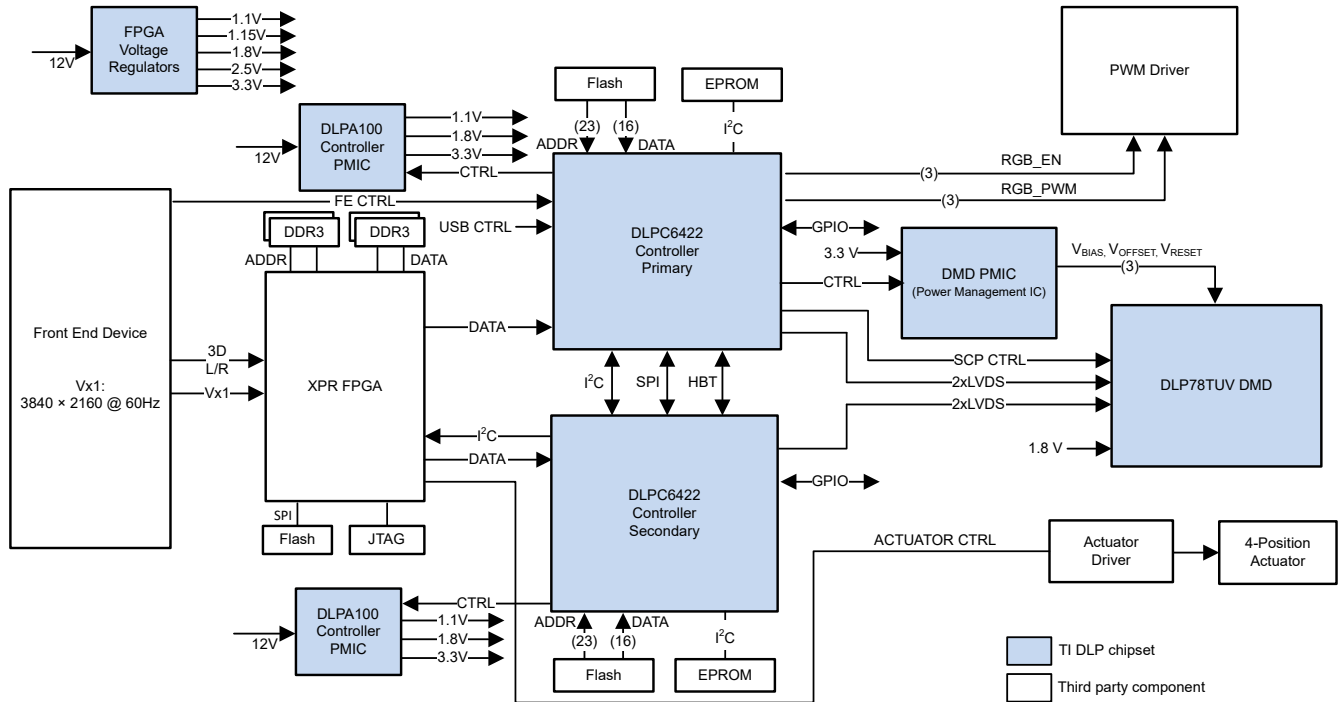 FPGA
Voltage
Regulators
12V
1.1V
1.15V
1.8V
2.5V
3.3V
DLPA100
Controller
PMIC
12V
1.1V
1.8V
3.3V
CTRL
Flash
(23)
(16)
ADDR
DATA
EPROM
I²C
PWM Driver
RGB_EN
(3)
RGB_PWM
(3)
FE CTRL
USB CTRL
DLPC6422
Controller
Primary
GPIO
3.3 V
CTRL
DMD PMIC
(Power Management IC)
V_BIAS, V_OFFSET, V_RESET
(3)
DDR3
DDR3
ADDR
DATA
Front End Device
Vx1:
3840 × 2160 @ 60Hz
3D
L/R
Vx1
XPR FPGA
DATA
I²C
SPI
HBT
SCP CTRL
2xLVDS
2xLVDS
1.8 V
DLP78TUV DMD
I²C
DATA
DLPC6422
Controller
Secondary
GPIO
SPI
Flash
JTAG
ACTUATOR CTRL
Actuator
Driver
4-Position
Actuator
DLPA100
Controller
PMIC
12V
CTRL
1.1V
1.8V
3.3V
ADDR
DATA
(23)
(16)
Flash
I²C
EPROM
TI DLP chipset
Third party component